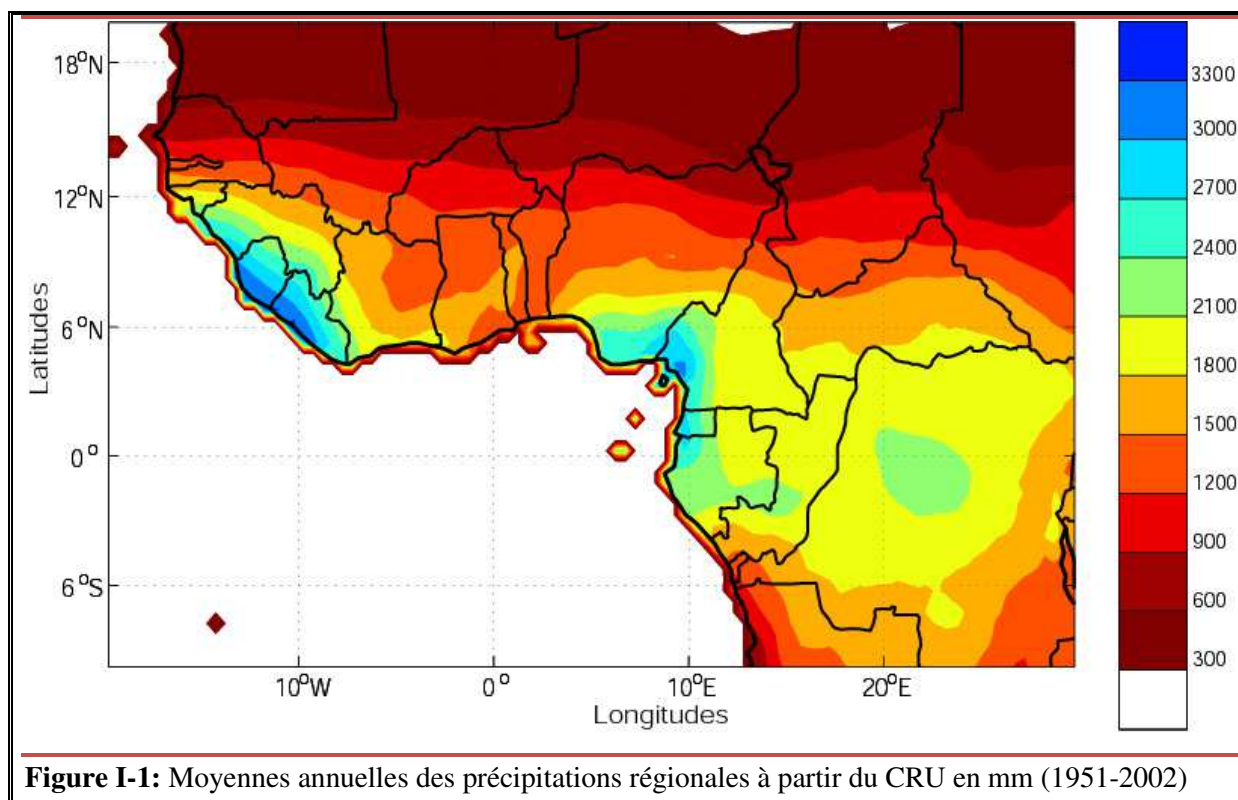 18°N
12°N
6°N
0°
6°S
Latitudes
10°W
0°
10°E
20°E
Longitudes
3300
3000
2700
2400
2100
1800
1500
1200
900
600
300
Figure I-1: Moyennes annuelles des précipitations régionales à partir du CRU en mm (1951-2002)